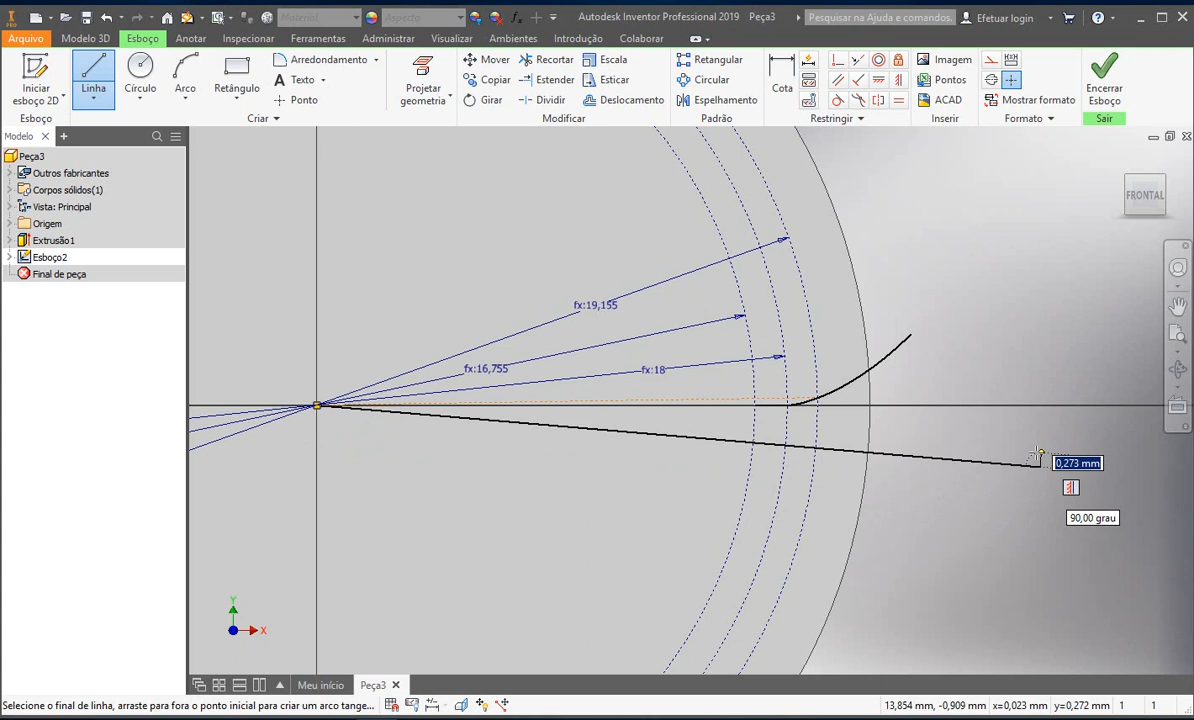 PRO
Material
Aspecto
Autodesk Inventor Professional 2019 Peça3
Pesquisar na Ajuda e comandos.
Efetuar login
Arquivo
Modelo 3D
Esboço
Anotar
Inspecionar
Ferramentas
Administrar
Visualizar
Ambientes
Introdução
Colaborar
Iniciar
esboço 2D
Esboço
Linha
Círculo
Arco
Retângulo
Arredondamento
Texto
Ponto
Criar
Projetar
geometria
Mover
Copiar
Girar
Recortar
Estender
Dividir
Escala
Esticar
Deslocamento
Modificar
Retangular
Circular
Espelhamento
Padrão
Cota
Restringir
Imagem
Pontos
ACAD
Inserir
Mostrar formato
Formato
Encerrar
Esboço
Sair
Modelo
Peça3
Outros fabricantes
Corpos sólidos(1)
Vista: Principal
Origem
Extrusão1
Esboço2
Final de peça
FRONTAL
fx:19,155
fx:16,755
fx:18
0,273 mm
90,00 grau
Y
X
Meu início
Peça3
Selecione o final de linha, arraste para fora o ponto inicial para criar um arco tange...
13,854 mm, -0,909 mm
x=0,023 mm
y=0,272 mm
1
1